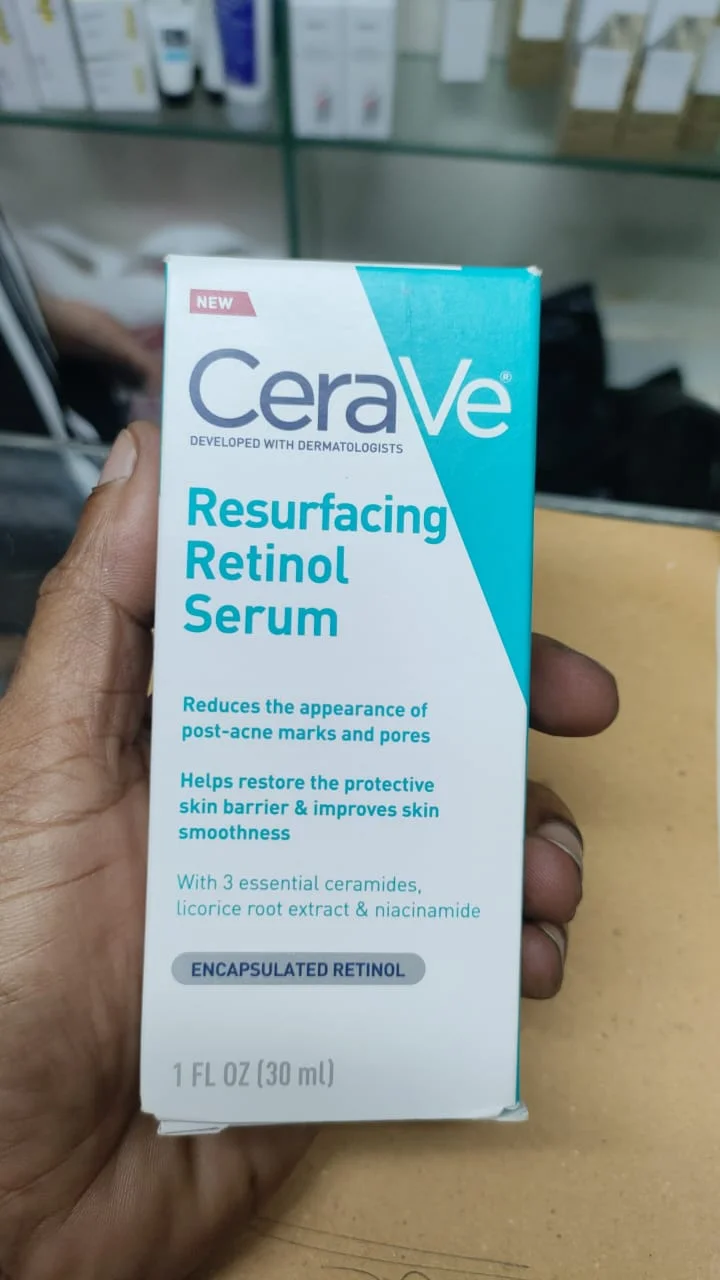 NEW
CeraVe®
DEVELOPED WITH DERMATOLOGISTS
Resurfacing
Retinol
Serum
Reduces the appearance of
post-acne marks and pores
Helps restore the protective
skin barrier & improves skin
smoothness
With 3 essential ceramides,
licorice root extract & niacinamide
ENCAPSULATED RETINOL
1 FL OZ (30 ml)